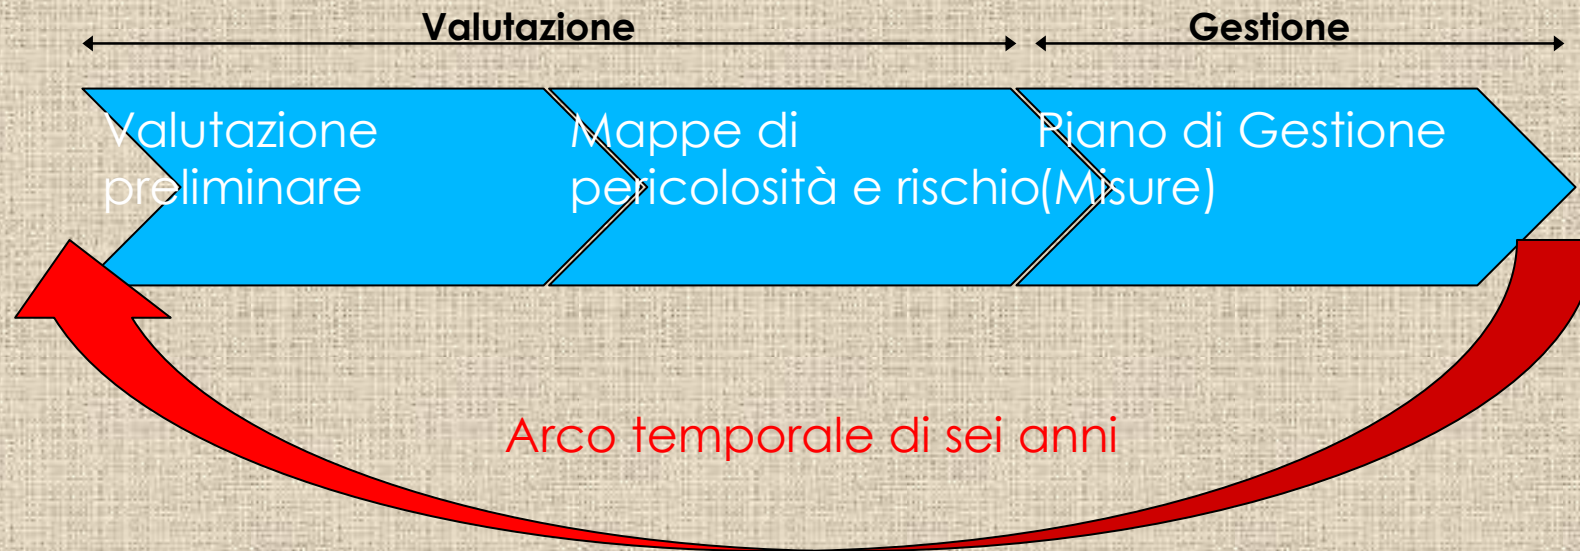 Valutazione
Gestione
Valutazione
preliminare
Mappe di
pericolosità e rischio
Piano di Gestione
(Misure)
Arco temporale di sei anni